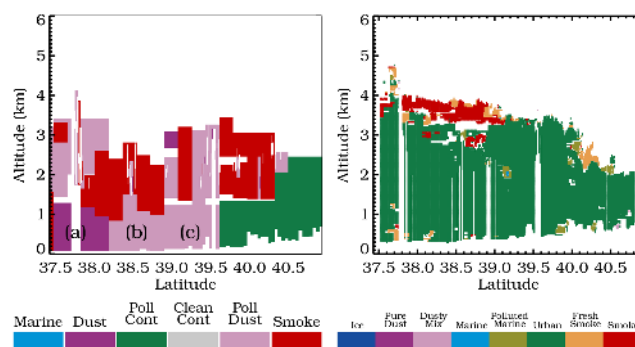 6
5
4
3
2
1
0
Altitude (km)
(a) (b) (c)
37.5 38.0 38.5 39.0 39.5 40.0 40.5
Latitude
Marine Dust Poll Cont Clean Cont Poll Dust Smoke
6
5
4
3
2
1
0
Altitude (km)
37.5 38.0 38.5 39.0 39.5 40.0 40.5
Latitude
Ice Pure Dust Dusty Mix Marine Polluted Marine Urban Fresh Smoke Smoke